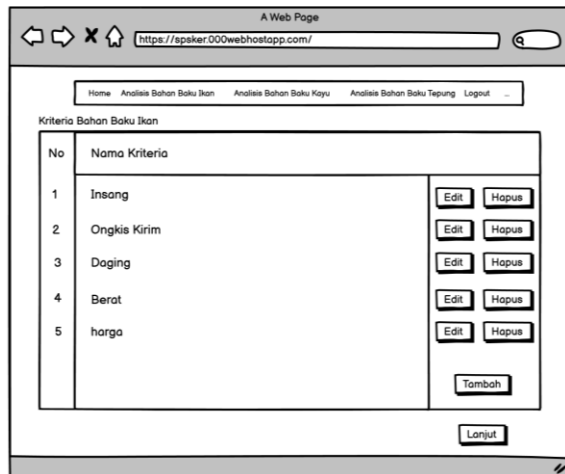 A Web Page
https://spsker.000webhostapp.com/
Home Analisis Bahan Baku Ikan Analisis Bahan Baku Kayu Analisis Bahan Baku Tepung Logout ...
Kriteria Bahan Baku Ikan
No Nama Kriteria
1 Insang Edit Hapus
2 Ongkis Kirim Edit Hapus
3 Daging Edit Hapus
4 Berat Edit Hapus
5 harga Edit Hapus
Tambah
Lanjut